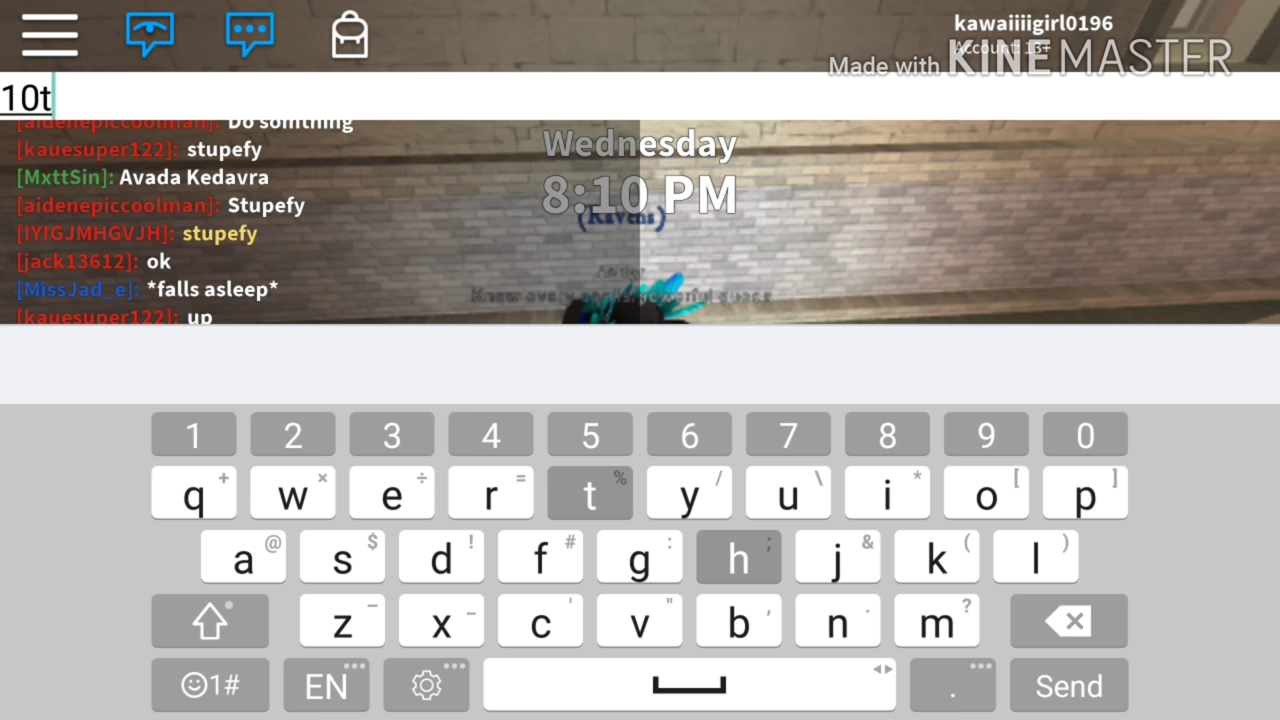 kawaiiiigirl0196
Account: 13+
Made with KINEMASTER
10t
[aidenepiccoolman]: Do somthing
[kauesuper122]: stupefy
[MxttSin]: Avada Kedavra
[aidenepiccoolman]: Stupefy
[IYIGJMHGVJH]: stupefy
[jack13612]: ok
[MissJad_e]: *falls asleep*
[kauesuper122]: up
Wednesday
8:10 PM
(Ravens)
1 2 3 4 5 6 7 8 9 0
q + w × e ÷ r = t % y / u \ i * o [ p ]
a @ s $ d ! f # g : h ; j & k ( l )
z – x _ c ' v " b , n . m ?
1# EN ... ... . ... Send